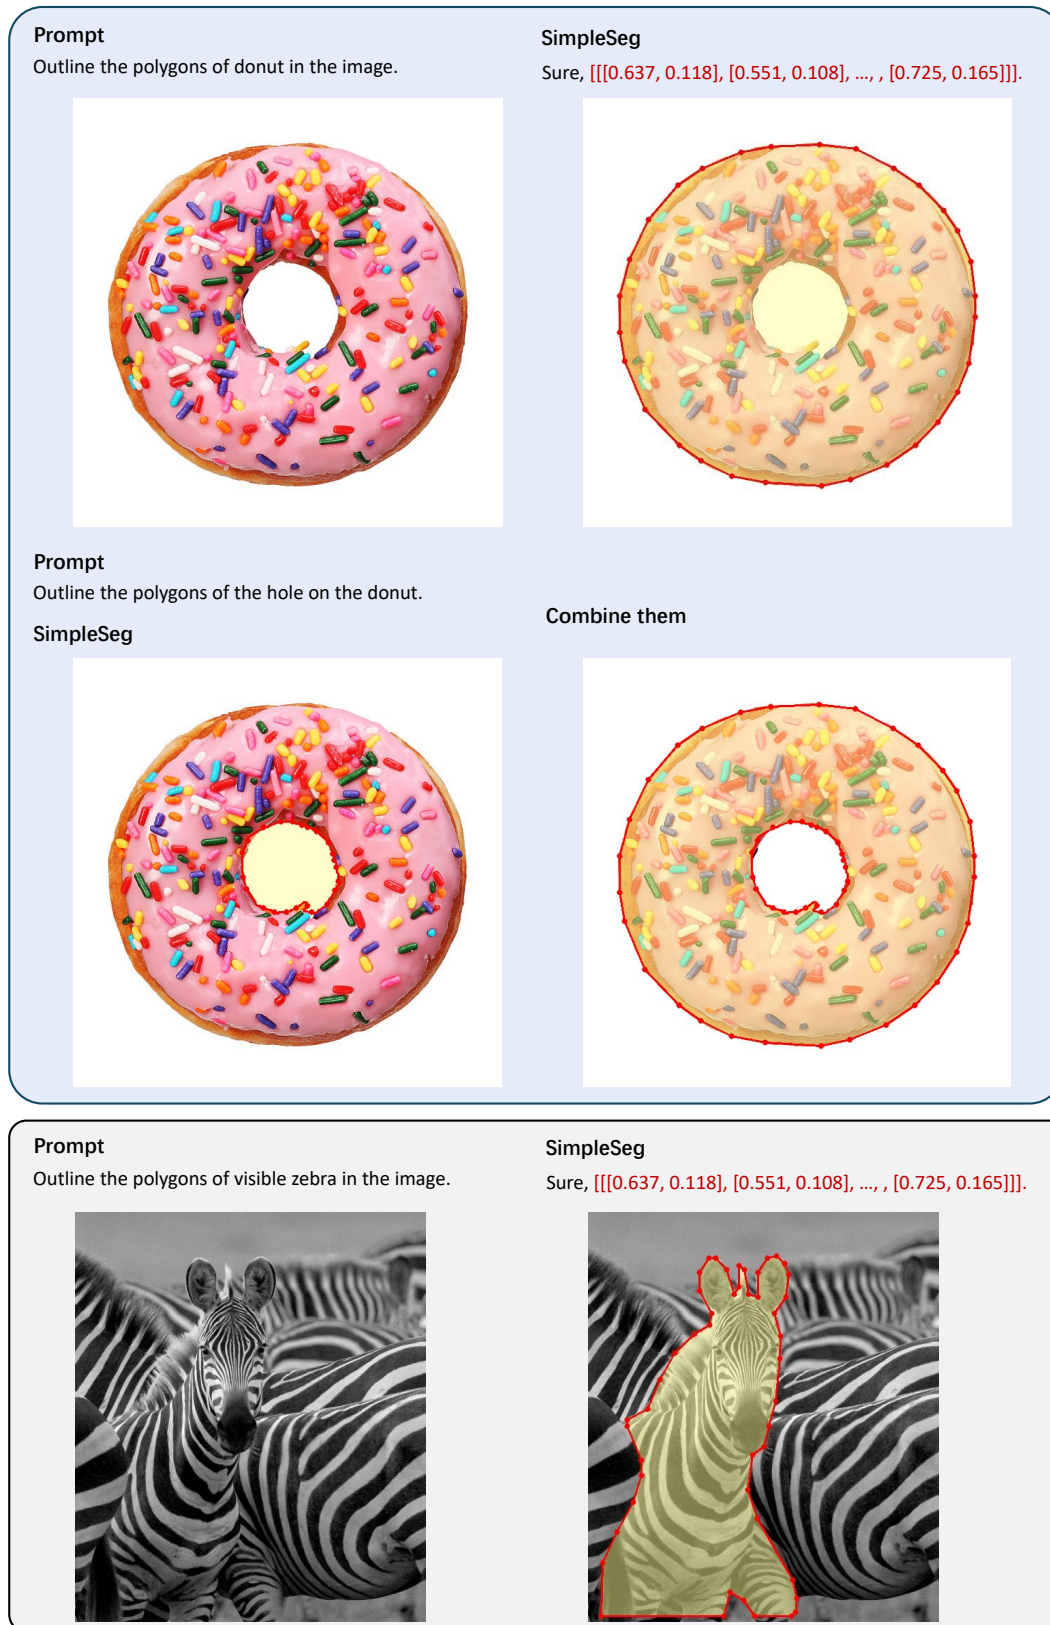 Prompt
Outline the polygons of donut in the image.
SimpleSeg
Sure, [[[0.637, 0.118], [0.551, 0.108], ..., , [0.725, 0.165]]].
Prompt
Outline the polygons of the hole on the donut.
SimpleSeg
Combine them
Prompt
Outline the polygons of visible zebra in the image.
SimpleSeg
Sure, [[[0.637, 0.118], [0.551, 0.108], ..., , [0.725, 0.165]]].